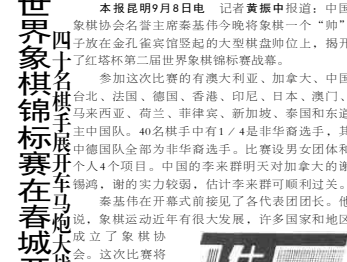 世界象棋锦标赛在春城
四十名棋手展开车马炮大战
本报昆明9月8日电 记者黄振中报道：中国
象棋协会名誉主席秦基伟今晚将象棋一个“帅”
子放在金孔雀宾馆竖起的大型棋盘帅位上，揭开
了红塔杯第二届世界象棋锦标赛战幕。
参加这次比赛的有澳大利亚、加拿大、中国
台北、法国、德国、香港、印尼、日本、澳门、
马来西亚、荷兰、菲律宾、新加坡、泰国和东道
主中国队。40名棋手中有1／4是非华裔选手，其
中德国队全部为非华裔选手。比赛设男女团体和
个人4个项目。中国的李来群明天对加拿大的谢
锡鸿，谢的实力较弱，估计李来群可顺利过关。
秦基伟在开幕式前接见了各代表团团长。他
说，象棋运动近年有很大发展，许多国家和地区
成立了象棋协
会。这次比赛将